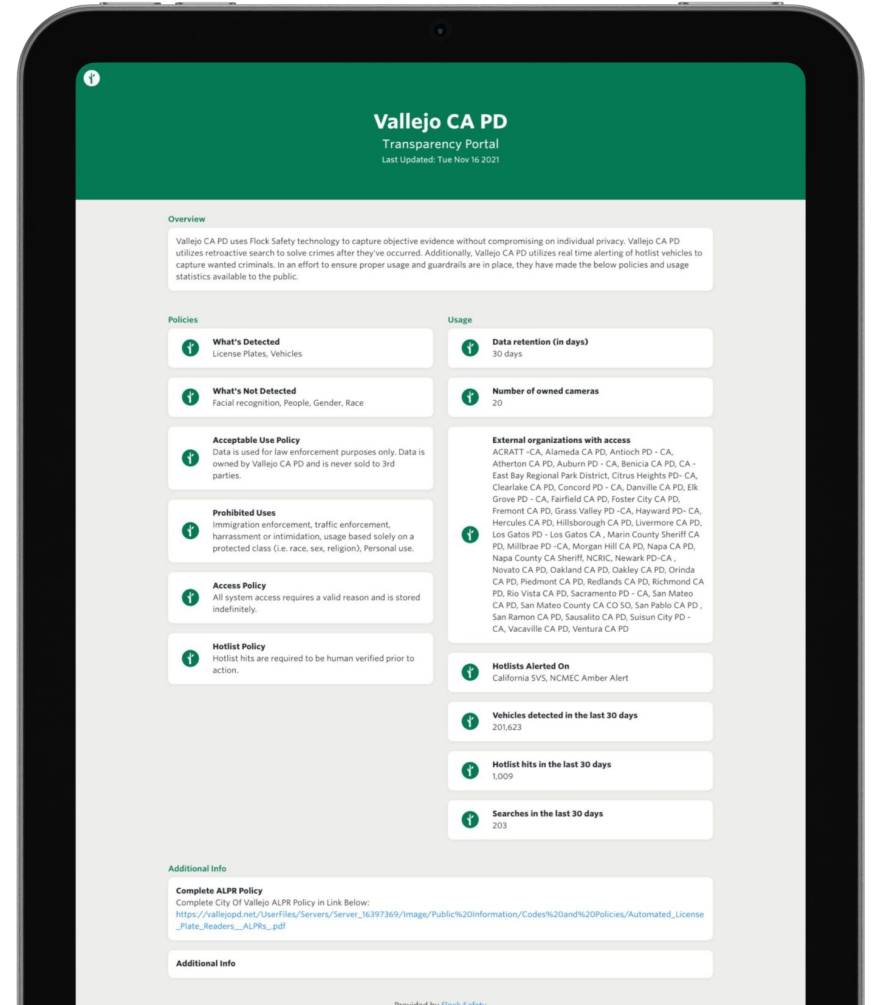 Vallejo CA PD
Transparency Portal
Last Updated: Tue Nov 16 2021
Overview
Vallejo CA PD uses Flock Safety technology to capture objective evidence without compromising on individual privacy. Vallejo CA PD
utilizes retroactive search to solve crimes after they've occurred. Additionally, Vallejo CA PD utilizes real time alerting of hotlist vehicles to
capture wanted criminals. In an effort to ensure proper usage and guardrails are in place, they have made the below policies and usage
statistics available to the public.
Policies
What's Detected
License Plates, Vehicles
What's Not Detected
Facial recognition, People, Gender, Race
Acceptable Use Policy
Data is used for law enforcement purposes only. Data is
owned by Vallejo CA PD and is never sold to 3rd
parties.
Prohibited Uses
Immigration enforcement, traffic enforcement,
harrassment or intimidation, usage based solely on a
protected class (i.e. race, sex, religion), Personal use.
Access Policy
All system access requires a valid reason and is stored
indefinitely.
Hotlist Policy
Hotlist hits are required to be human verified prior to
action.
Usage
Data retention (in days)
30 days
Number of owned cameras
20
External organizations with access
ACRATT -CA, Alameda CA PD, Antioch PD - CA,
Atherton CA PD, Auburn PD - CA, Benicia CA PD, CA -
East Bay Regional Park District, Citrus Heights PD- CA,
Clearlake CA PD, Concord PD - CA, Danville CA PD, Elk
Grove PD - CA, Fairfield CA PD, Foster City CA PD,
Fremont CA PD, Grass Valley PD -CA, Hayward PD- CA,
Hercules CA PD, Hillsborough CA PD, Livermore CA PD,
Los Gatos PD - Los Gatos CA , Marin County Sheriff CA
PD, Millbrae PD -CA, Morgan Hill CA PD, Napa CA PD,
Napa County CA Sheriff, NCRIC, Newark PD-CA ,
Novato CA PD, Oakland CA PD, Oakley CA PD, Orinda
CA PD, Piedmont CA PD, Redlands CA PD, Richmond CA
PD, Rio Vista CA PD, Sacramento PD - CA, San Mateo
CA PD, San Mateo County CA CO SO, San Pablo CA PD ,
San Ramon CA PD, Sausalito CA PD, Suisun City PD -
CA, Vacaville CA PD, Ventura CA PD
Hotlists Alerted On
California SVS, NCMEC Amber Alert
Vehicles detected in the last 30 days
201,623
Hotlist hits in the last 30 days
1,009
Searches in the last 30 days
203
Additional Info
Complete ALPR Policy
Complete City Of Vallejo ALPR Policy in Link Below:
https://vallejopd.net/UserFiles/Servers/Server_16397369/Image/Public%20Information/Codes%20and%20Policies/Automated_License
_Plate_Readers__ALPRs_.pdf
Additional Info
Provided by Flock Safety